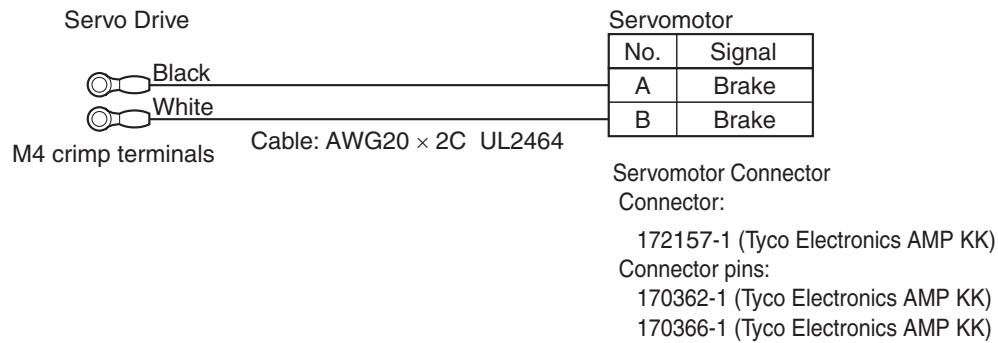 Servo Drive
Servomotor
No. Signal
Black
A Brake
White
B Brake
M4 crimp terminals
Cable: AWG20 × 2C UL2464
Servomotor Connector
Connector:
172157-1 (Tyco Electronics AMP KK)
Connector pins:
170362-1 (Tyco Electronics AMP KK)
170366-1 (Tyco Electronics AMP KK)